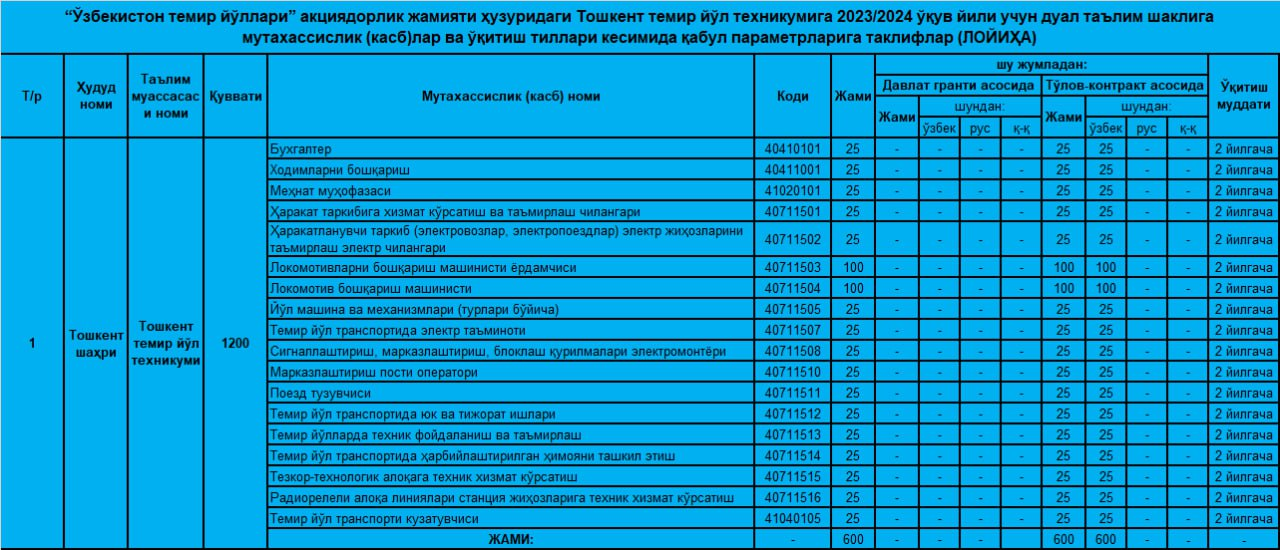 “Ўзбекистон темир йўллари” акциядорлик жамияти ҳузуридаги Тошкент темир йўл техникумига 2023/2024 ўқув йили учун дуал таълим шаклига
мутахассислик (касб)лар ва ўқитиш тиллари кесимида қабул параметрларига таклифлар (ЛОЙИҲА)
Т/р Ҳудуд номи Таълим муассасаси номи Қуввати Мутахассислик (касб) номи Коди Жами шу жумладан: Ўқитиш муддати
Давлат гранти асосида Тўлов-контракт асосида
Жами шундан: Жами шундан:
ўзбек рус қ-қ ўзбек рус қ-қ
1 Тошкент шаҳри Тошкент темир йўл техникуми 1200
Бухгалтер 40410101 25 - - - - 25 25 - - 2 йилгача
Ходимларни бошқариш 40411001 25 - - - - 25 25 - - 2 йилгача
Меҳнат муҳофазаси 41020101 25 - - - - 25 25 - - 2 йилгача
Ҳаракат таркибига хизмат кўрсатиш ва таъмирлаш чилангари 40711501 25 - - - - 25 25 - - 2 йилгача
Ҳаракатланувчи таркиб (электровозлар, электропоездлар) электр жиҳозларини
таъмирлаш электр чилангари 40711502 25 - - - - 25 25 - - 2 йилгача
Локомотивларни бошқариш машинисти ёрдамчиси 40711503 100 - - - - 100 100 - - 2 йилгача
Локомотив бошқариш машинисти 40711504 100 - - - - 100 100 - - 2 йилгача
Йўл машина ва механизмлари (турлари бўйича) 40711505 25 - - - - 25 25 - - 2 йилгача
Темир йўл транспортида электр таъминоти 40711507 25 - - - - 25 25 - - 2 йилгача
Сигналлаштириш, марказлаштириш, блоклаш қурилмалари электромонтёри 40711508 25 - - - - 25 25 - - 2 йилгача
Марказлаштириш пости оператори 40711510 25 - - - - 25 25 - - 2 йилгача
Поезд тузувчиси 40711511 25 - - - - 25 25 - - 2 йилгача
Темир йўл транспортида юк ва тижорат ишлари 40711512 25 - - - - 25 25 - - 2 йилгача
Темир йўлларда техник фойдаланиш ва таъмирлаш 40711513 25 - - - - 25 25 - - 2 йилгача
Темир йўл транспортида ҳарбийлаштирилган ҳимояни ташкил этиш 40711514 25 - - - - 25 25 - - 2 йилгача
Тезкор-технологик алоқага техник хизмат кўрсатиш 40711515 25 - - - - 25 25 - - 2 йилгача
Радиорелели алоқа линиялари станция жиҳозларига техник хизмат кўрсатиш 40711516 25 - - - - 25 25 - - 2 йилгача
Темир йўл транспорти кузатувчиси 41040105 25 - - - - 25 25 - - 2 йилгача
ЖАМИ: - 600 - - - 600 600 - - -